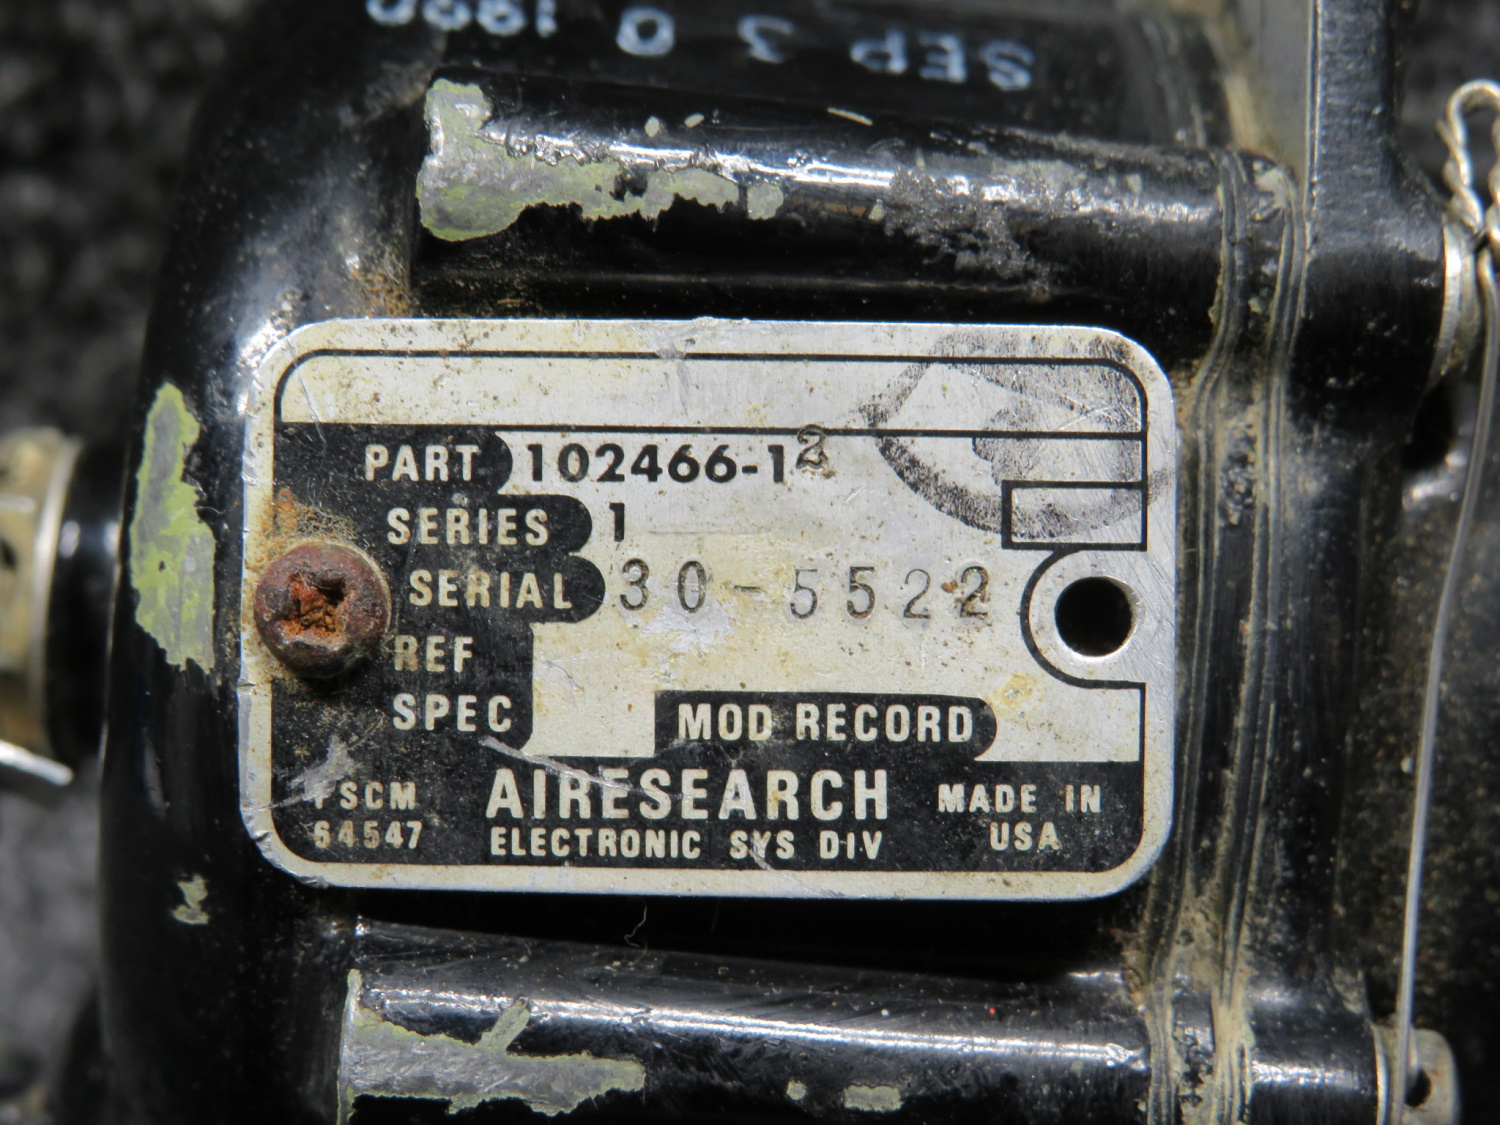 SEP 3 0 1990
PART 102466-12
SERIES 1
SERIAL 30-5522
REF
SPEC
MOD RECORD
FSCM
64547
AIRESEARCH
ELECTRONIC SYS DIV
MADE IN
USA